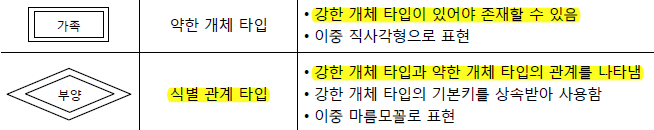 가족
약한 개체 타입
• 강한 개체 타입이 있어야 존재할 수 있음
• 이중 직사각형으로 표현
부양
식별 관계 타입
• 강한 개체 타입과 약한 개체 타입의 관계를 나타냄
• 강한 개체 타입의 기본키를 상속받아 사용함
• 이중 마름모꼴로 표현